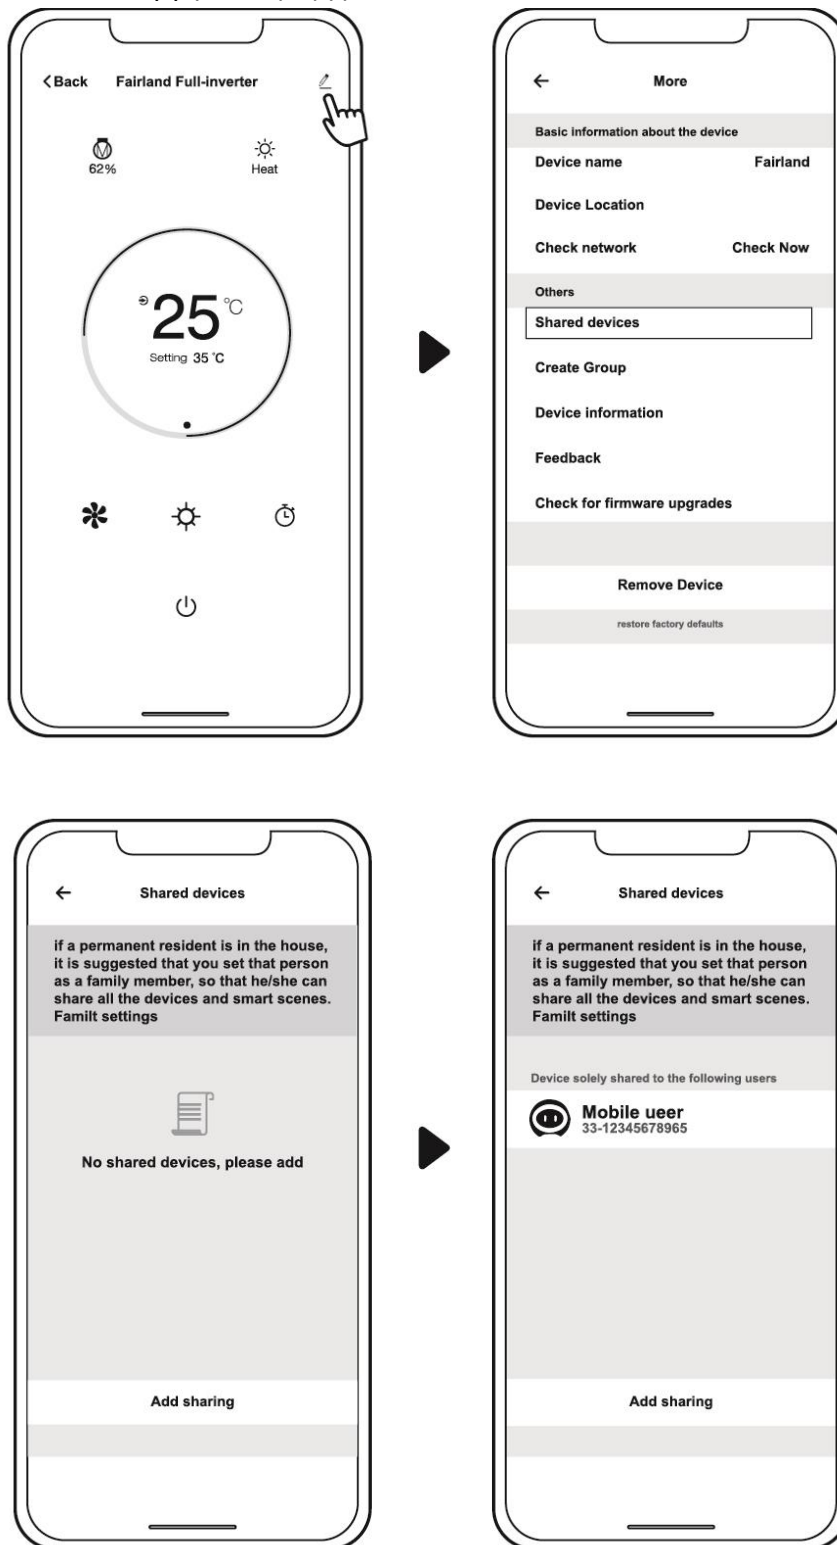 Back Fairland Full-inverter
62% Heat
25 °C
Setting 35 °C
More
Basic information about the device
Device name Fairland
Device Location
Check network Check Now
Others
Shared devices
Create Group
Device information
Feedback
Check for firmware upgrades
Remove Device
restore factory defaults
Shared devices
if a permanent resident is in the house,
it is suggested that you set that person
as a family member, so that he/she can
share all the devices and smart scenes.
Familt settings
No shared devices, please add
Add sharing
Shared devices
if a permanent resident is in the house,
it is suggested that you set that person
as a family member, so that he/she can
share all the devices and smart scenes.
Familt settings
Device solely shared to the following users
Mobile ueer
33-12345678965
Add sharing